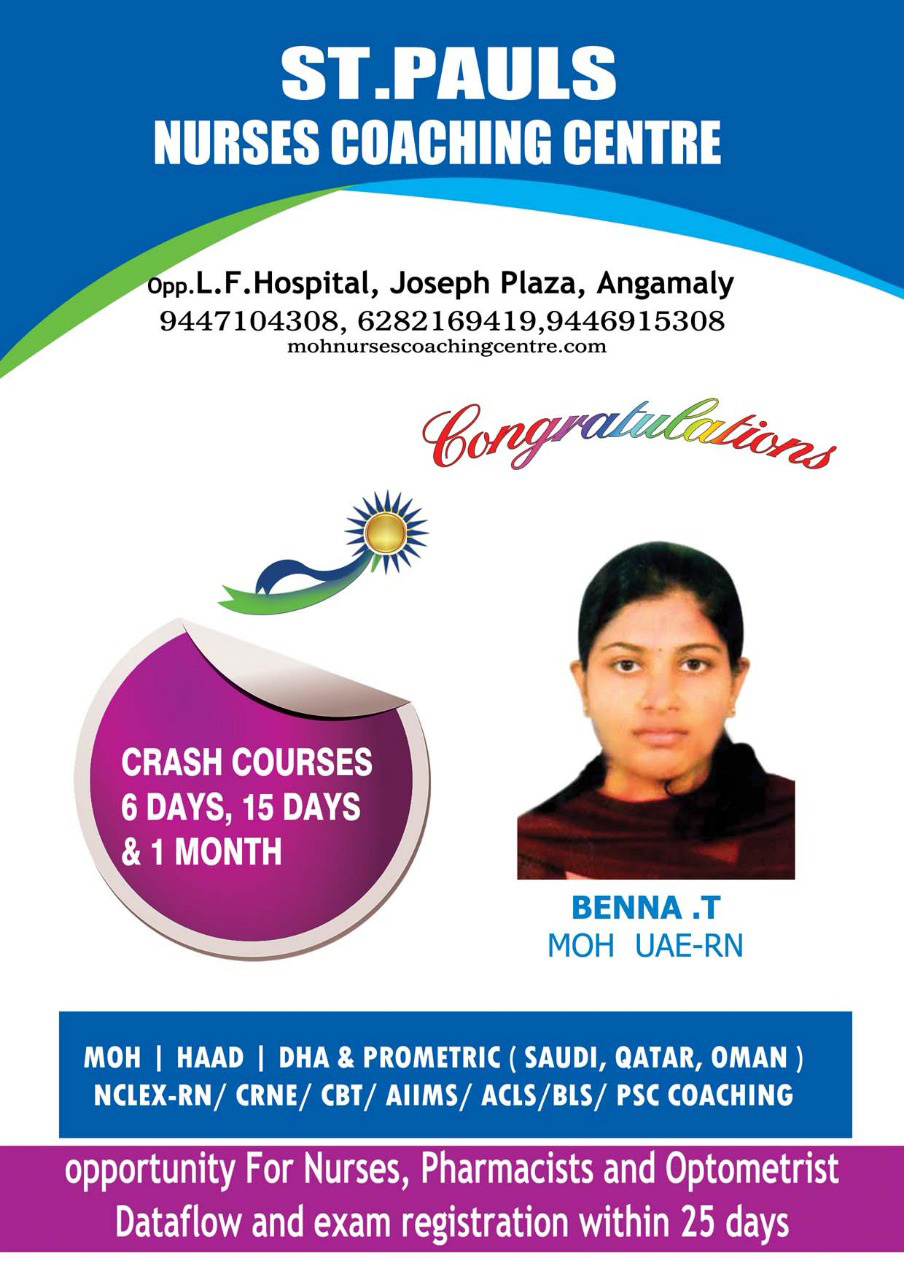 ST.PAULS
NURSES COACHING CENTRE
Opp.L.F.Hospital, Joseph Plaza, Angamaly
9447104308, 6282169419,9446915308
mohnursescoachingcentre.com
Congratulations
CRASH COURSES
6 DAYS, 15 DAYS
& 1 MONTH
BENNA .T
MOH UAE-RN
MOH | HAAD | DHA & PROMETRIC ( SAUDI, QATAR, OMAN )
NCLEX-RN/ CRNE/ CBT/ AIIMS/ ACLS/BLS/ PSC COACHING
opportunity For Nurses, Pharmacists and Optometrist
Dataflow and exam registration within 25 days